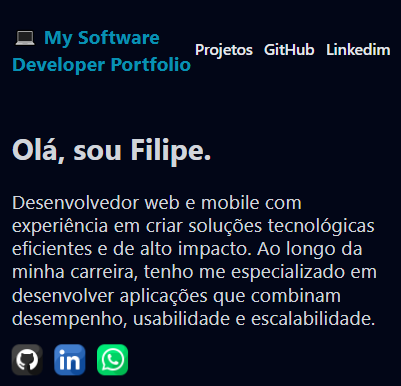 💻 My Software
Developer Portfolio
Projetos GitHub Linkedim
Olá, sou Filipe.
Desenvolvedor web e mobile com
experiência em criar soluções tecnológicas
eficientes e de alto impacto. Ao longo da
minha carreira, tenho me especializado em
desenvolver aplicações que combinam
desempenho, usabilidade e escalabilidade.
in